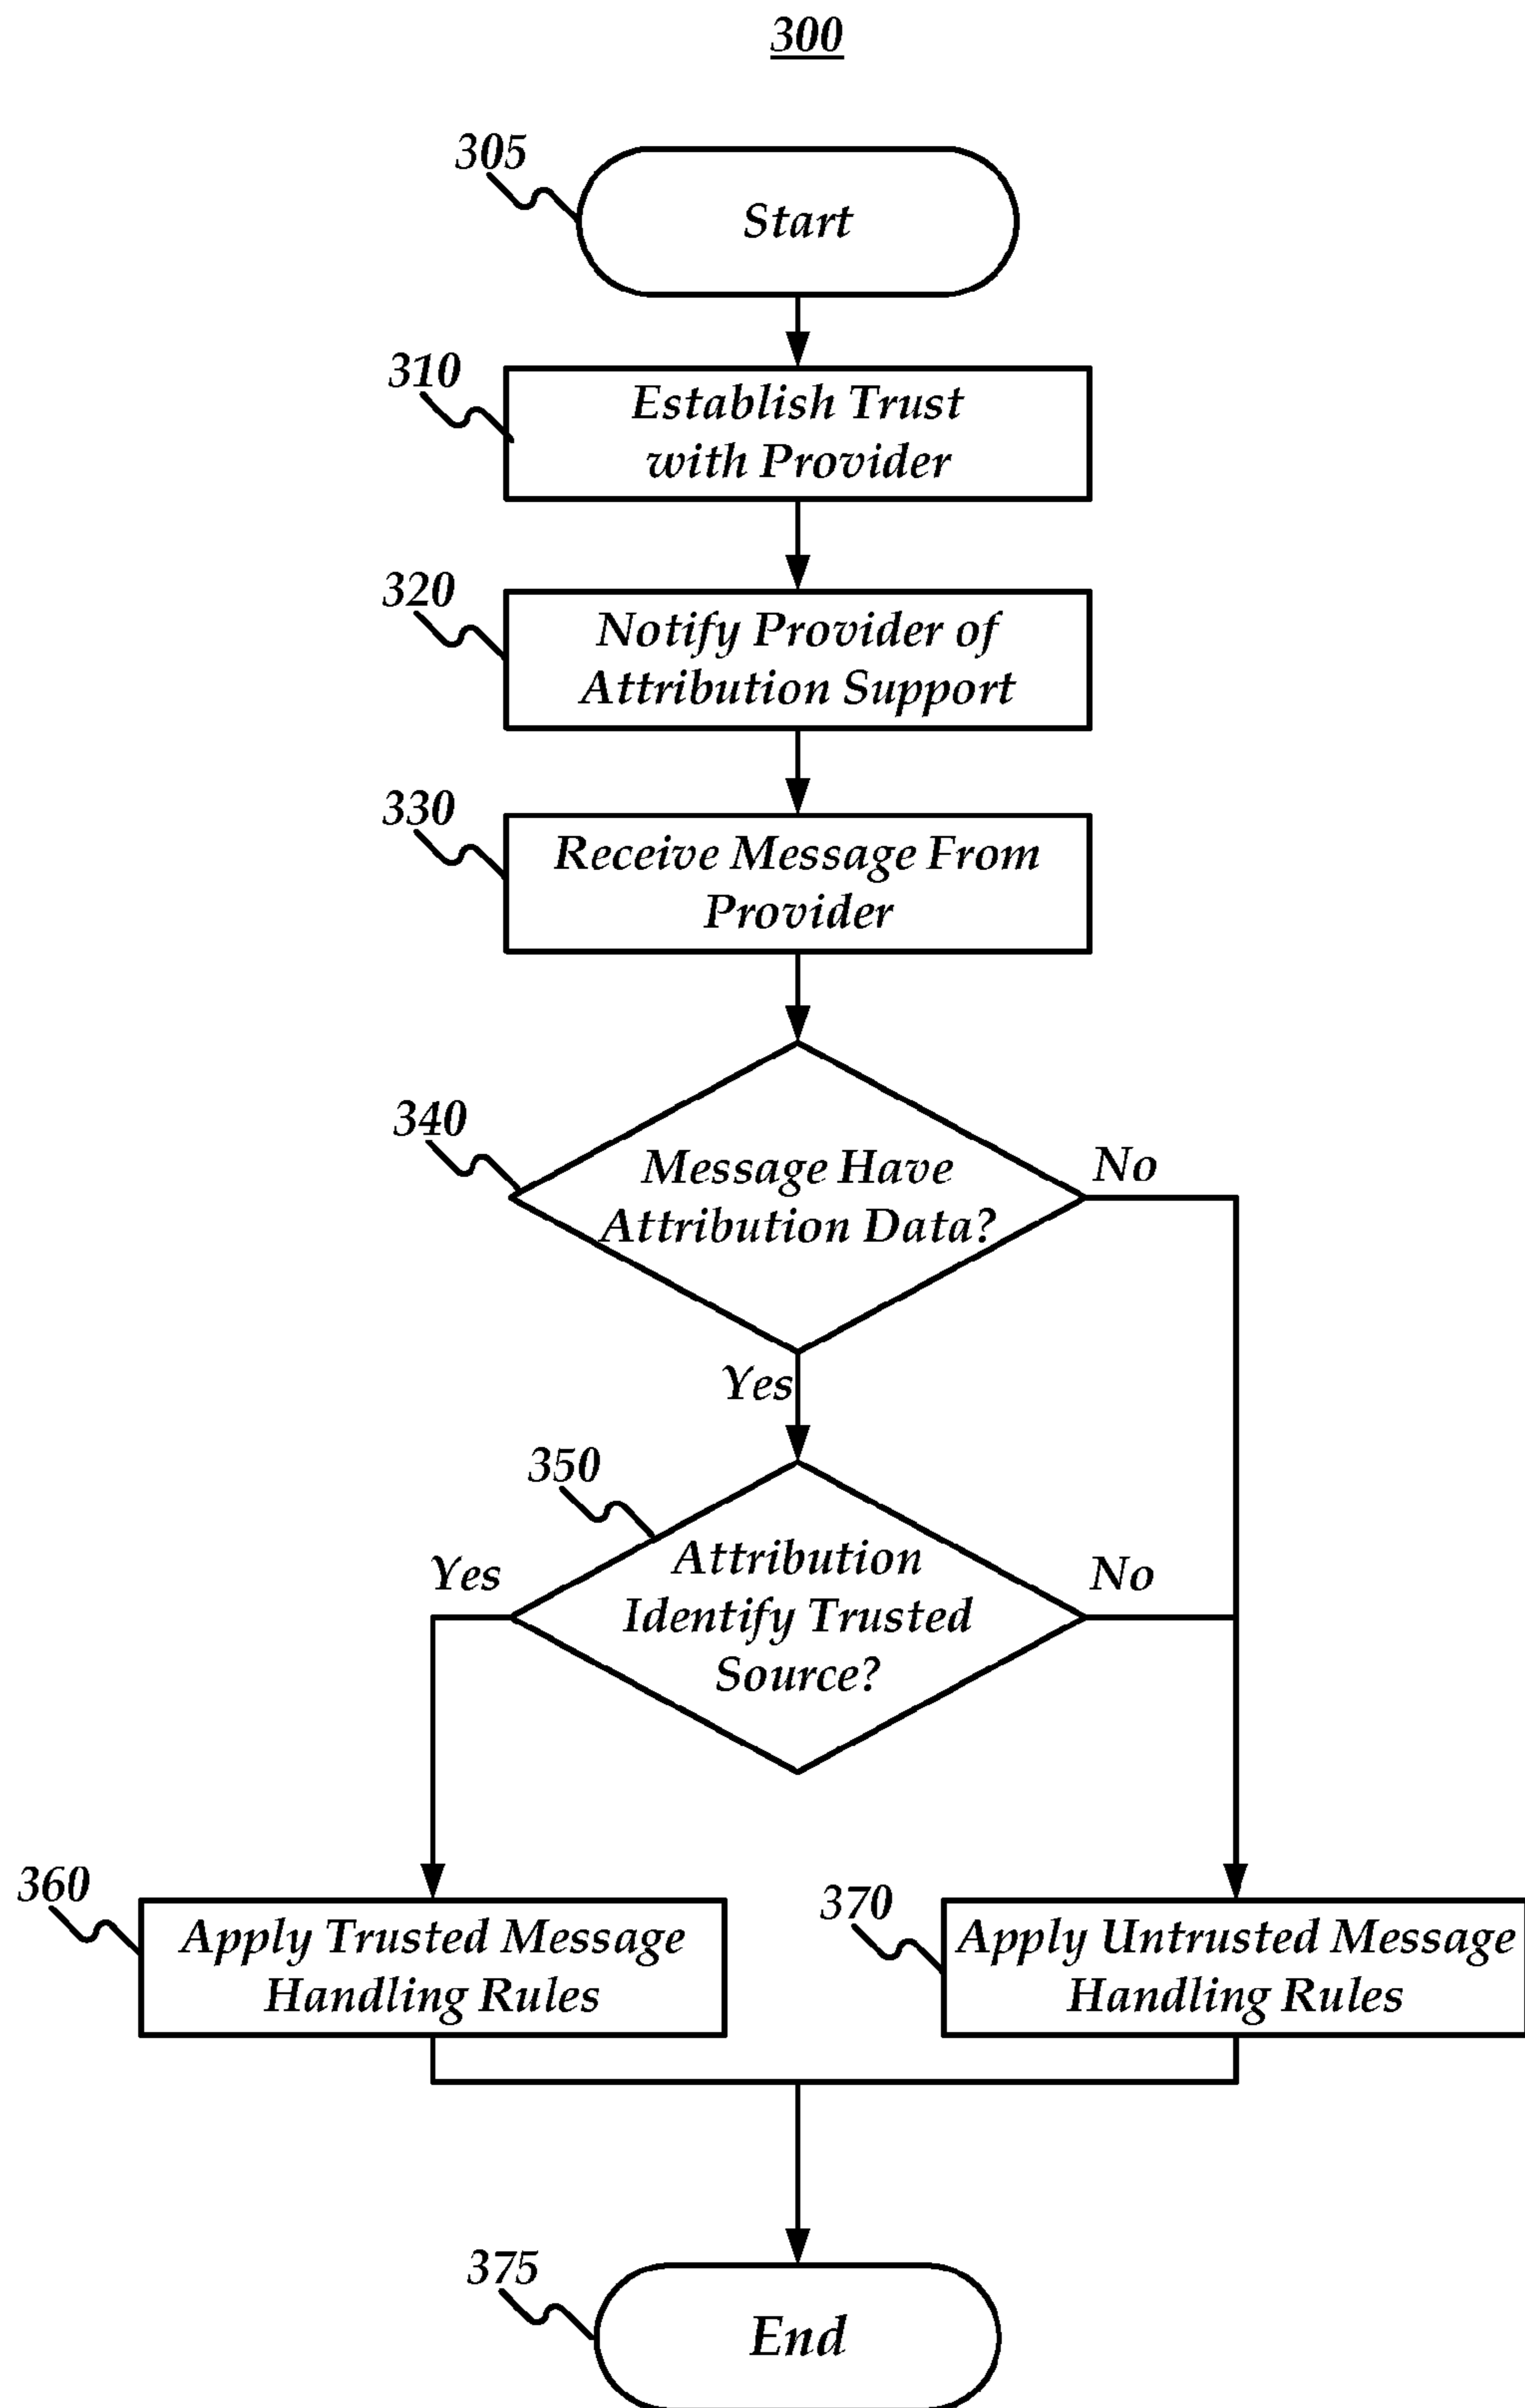 300
305
Start
310
Establish Trust
with Provider
320
Notify Provider of
Attribution Support
330
Receive Message From
Provider
340
Message Have
Attribution Data?
No
Yes
350
Attribution
Identify Trusted
Source?
Yes
No
360
Apply Trusted Message
Handling Rules
370
Apply Untrusted Message
Handling Rules
375
End